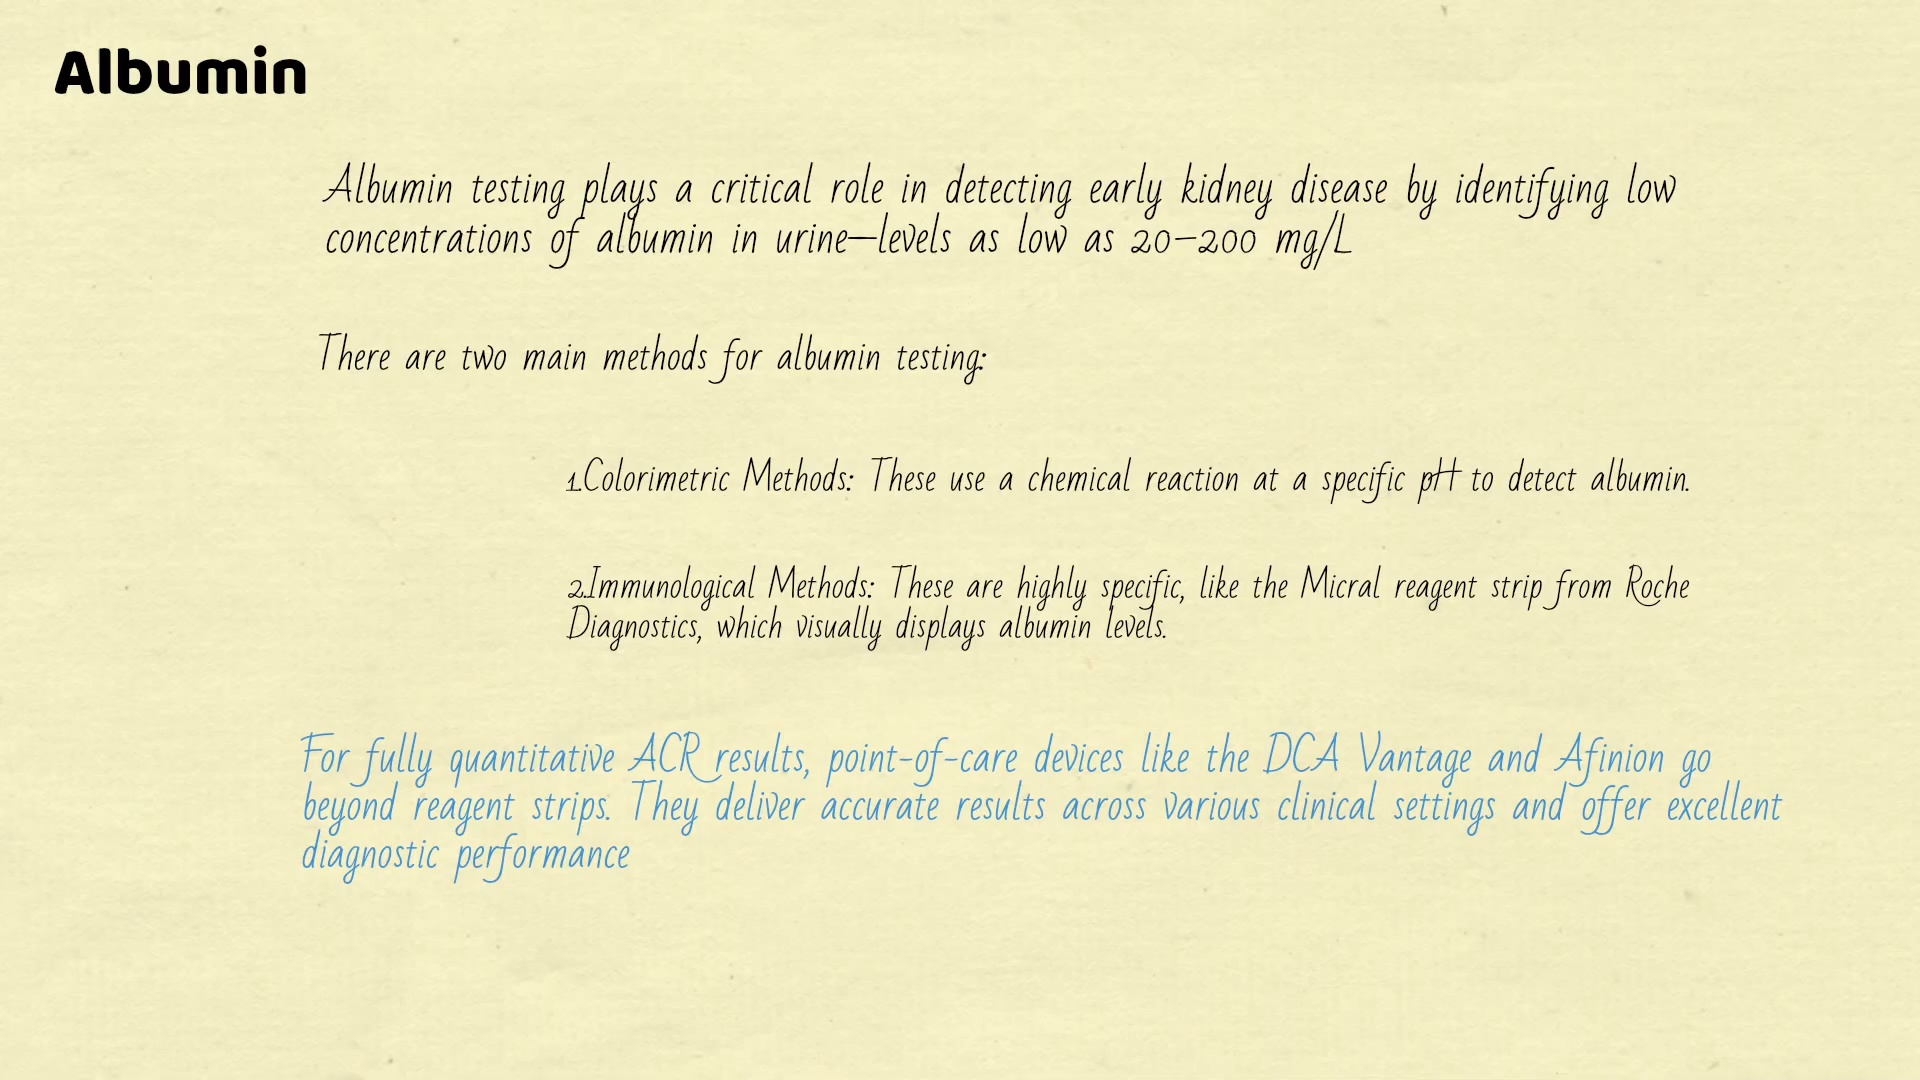 Albumin
Albumin testing plays a critical role in detecting early kidney disease by identifying low
concentrations of albumin in urine—levels as low as 20–200 mg/L
There are two main methods for albumin testing:
1.Colorimetric Methods: These use a chemical reaction at a specific pH to detect albumin.
2.Immunological Methods: These are highly specific, like the Micral reagent strip from Roche
Diagnostics, which visually displays albumin levels.
For fully quantitative ACR results, point-of-care devices like the DCA Vantage and Afinion go
beyond reagent strips. They deliver accurate results across various clinical settings and offer excellent
diagnostic performance